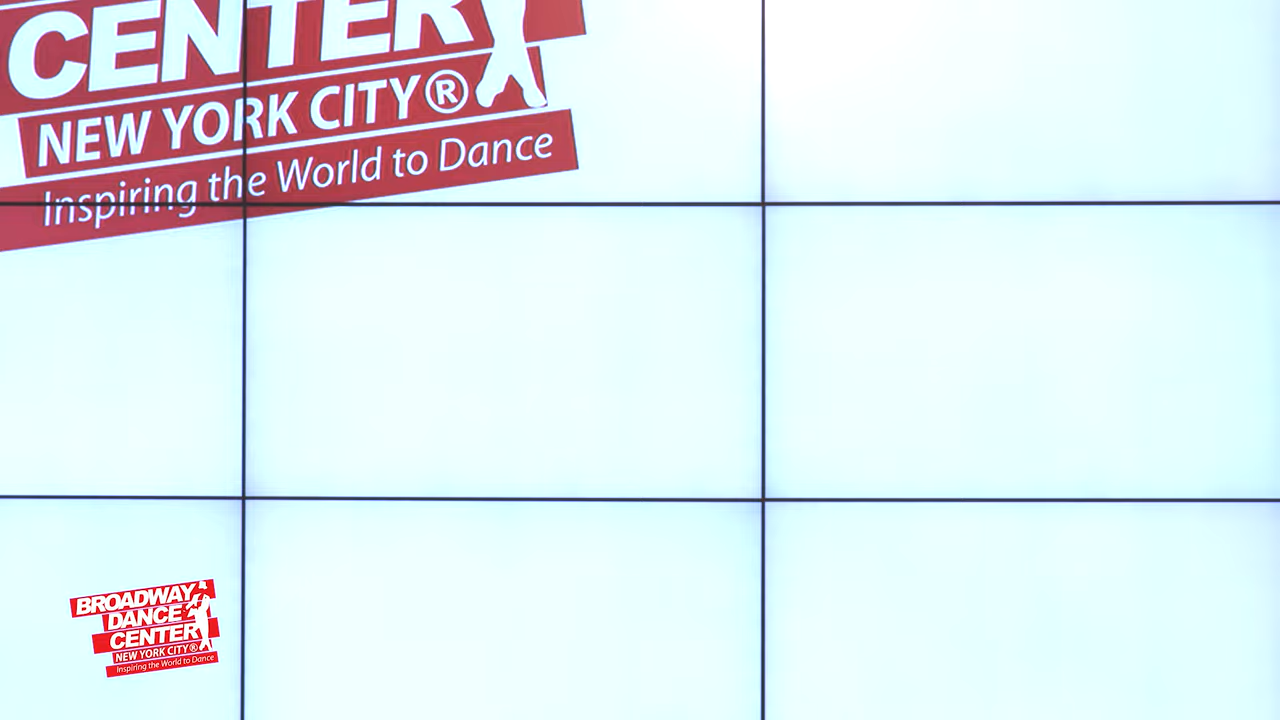 CENTER
NEW YORK CITY®
Inspiring the World to Dance
BROADWAY
DANCE
CENTER
NEW YORK CITY®
Inspiring the World to Dance